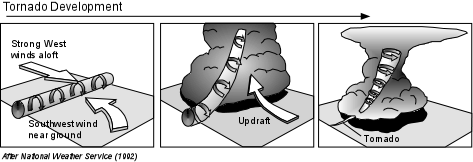 Tornado Development
Strong West
winds aloft
Southwest wind
near ground
Updraft
Tornado
After National Weather Service (1992)